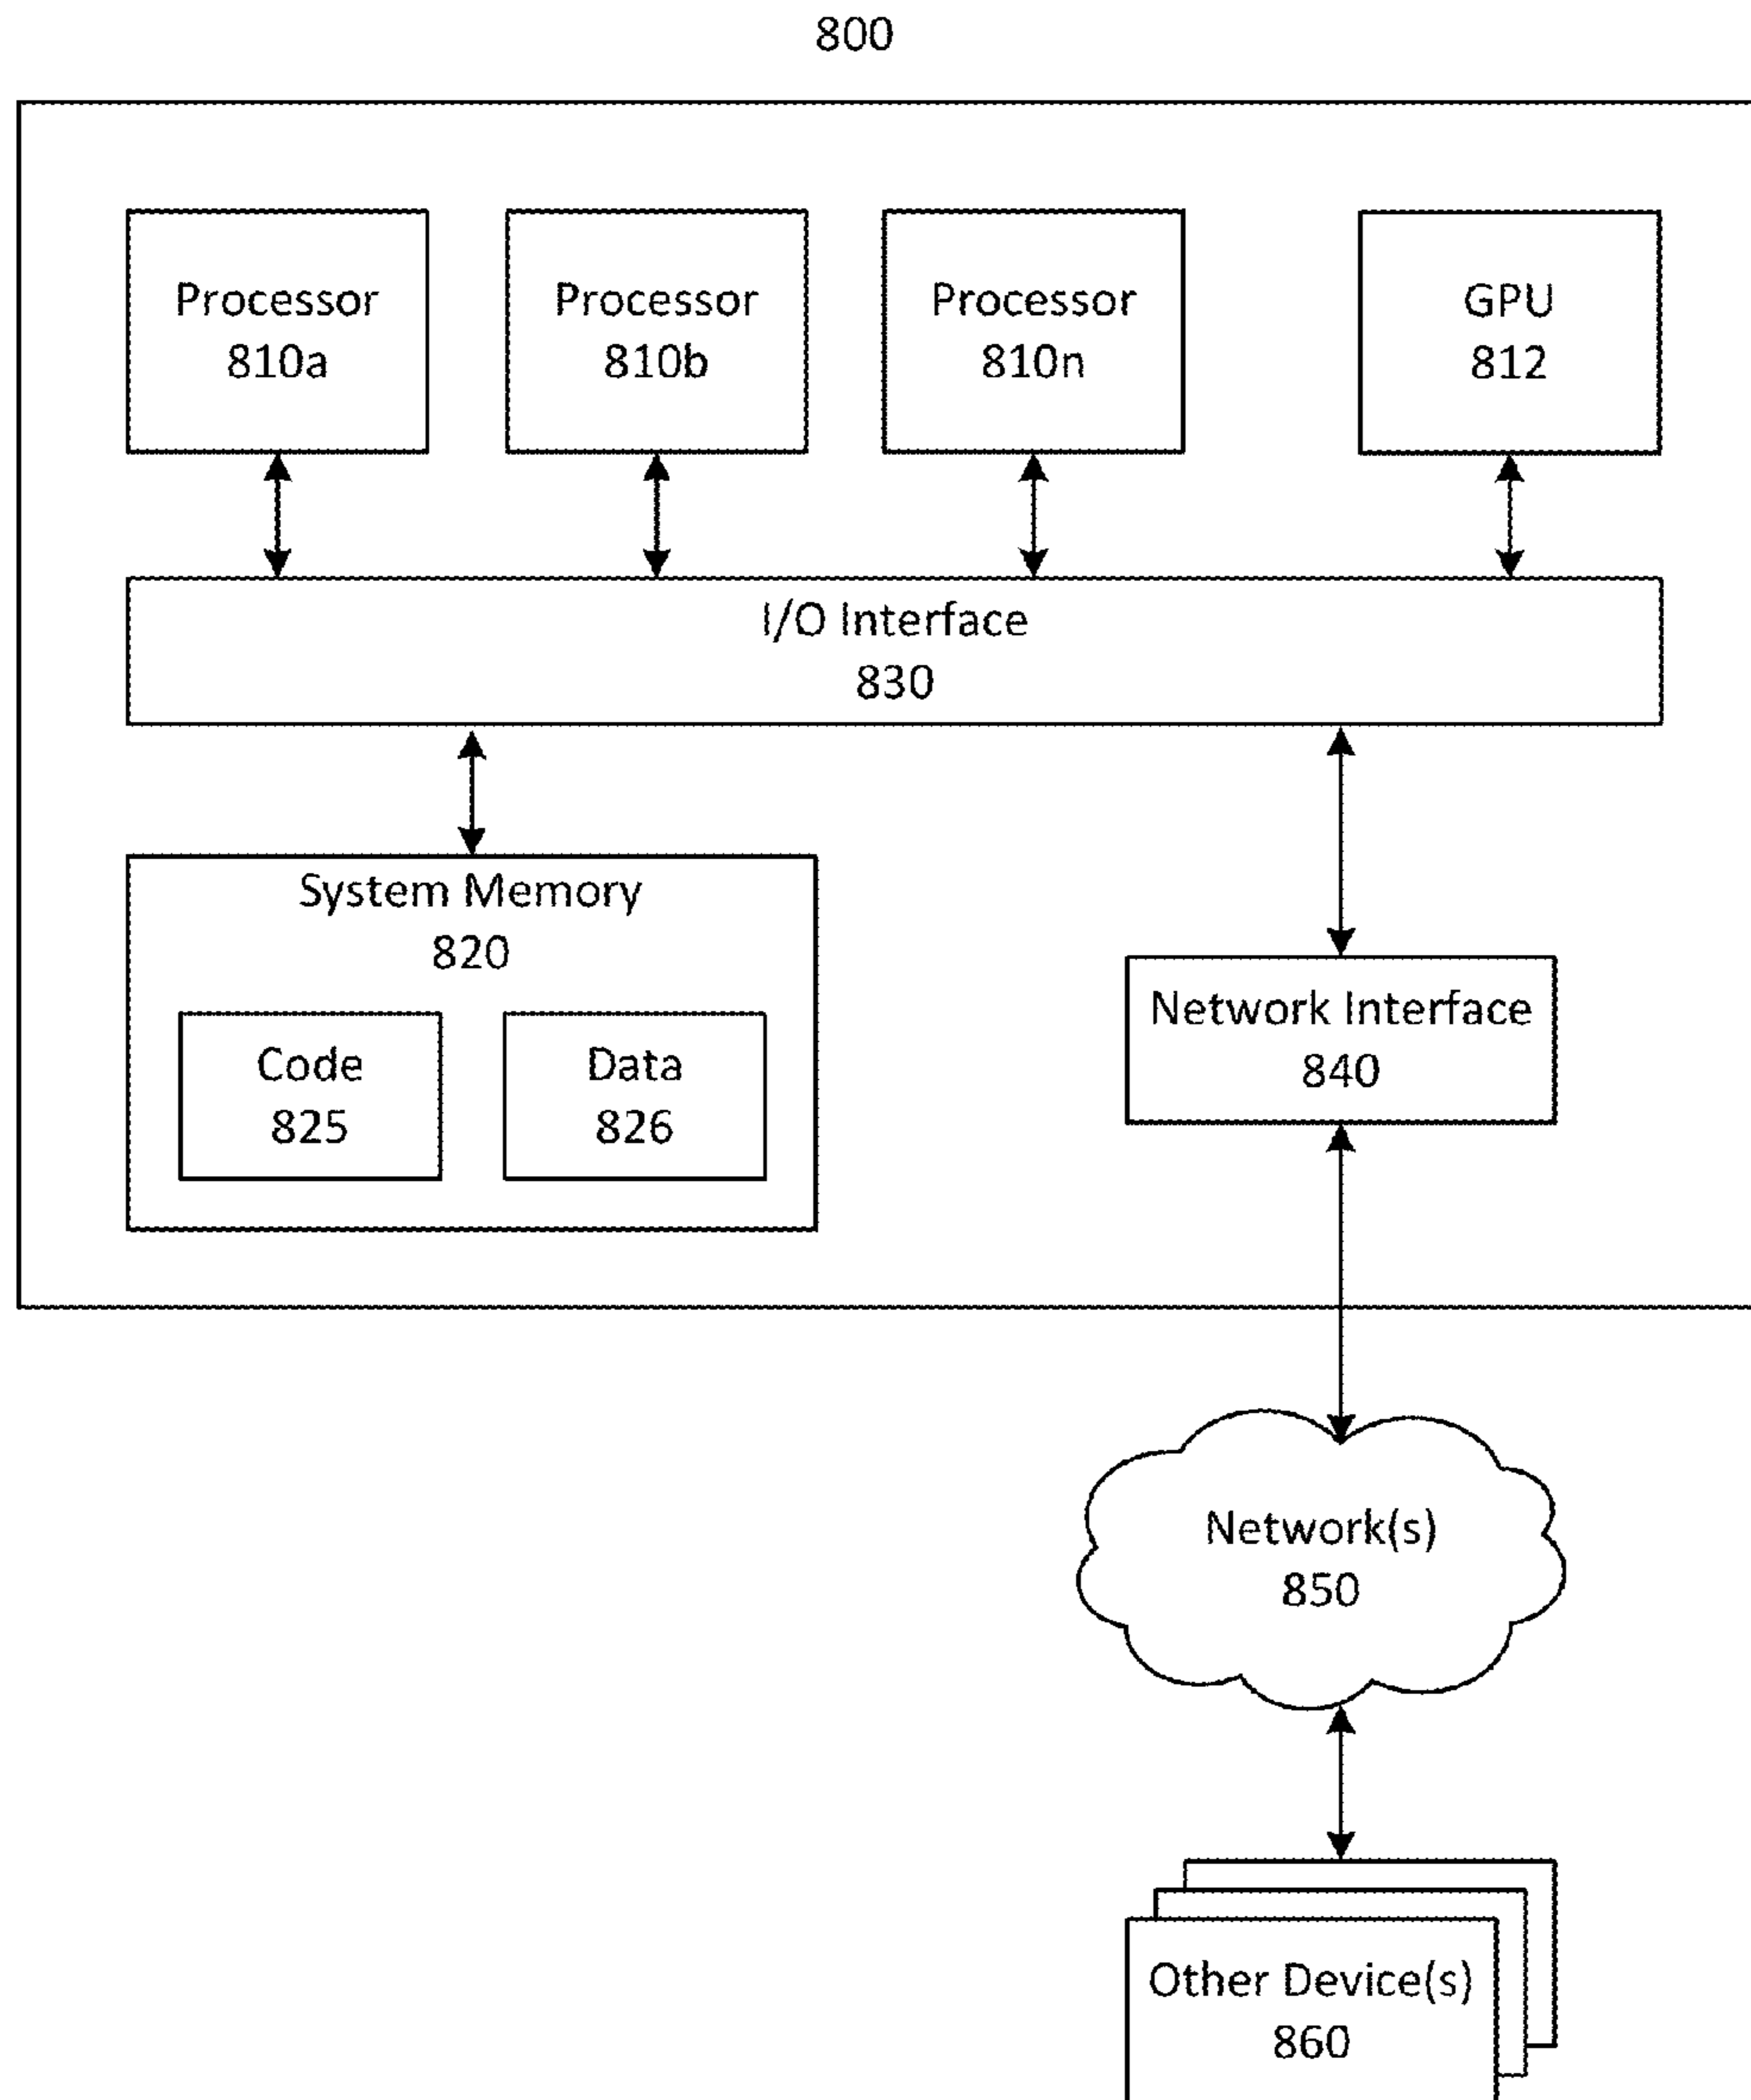 800
Processor
810a
Processor
810b
Processor
810n
GPU
812
I/O Interface
830
System Memory
820
Code
825
Data
826
Network Interface
840
Network(s)
850
Other Device(s)
860